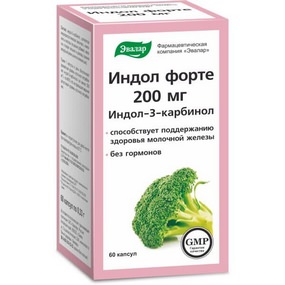 Эвалар
Фармацевтическая
компания «Эвалар»
Индол форте
200 мг
Индол-3-карбинол
·способствует поддержанию
здоровья молочной железы
·без гормонов
GMP
60 капсул